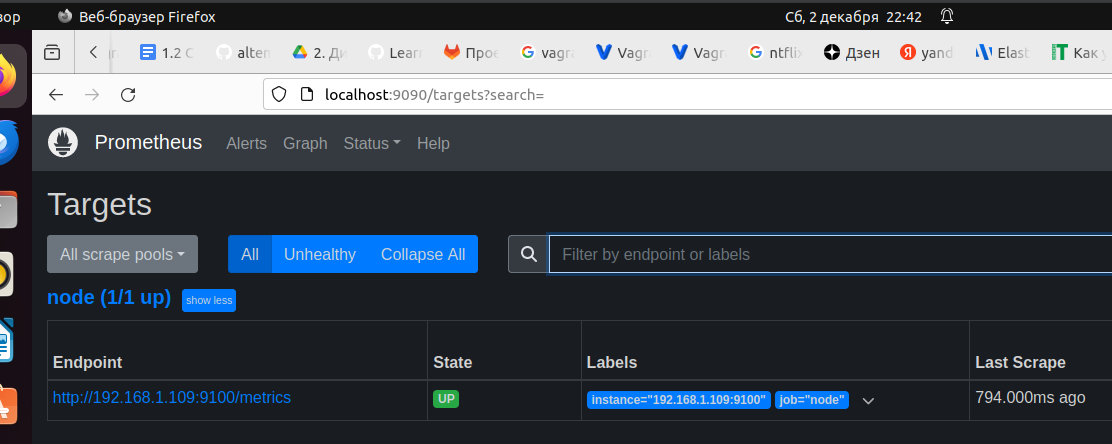 зор Веб-браузер Firefox Сб, 2 декабря 22:42
1.2 C alten 2. Ди Learn Прое vagra Vagr Vagr ntflix Дзен yand Elast Как у
localhost:9090/targets?search=
Prometheus Alerts Graph Status Help
Targets
All scrape pools All Unhealthy Collapse All Filter by endpoint or labels
node (1/1 up) show less
Endpoint State Labels Last Scrape
http://192.168.1.109:9100/metrics UP instance="192.168.1.109:9100" job="node" 794.000ms ago